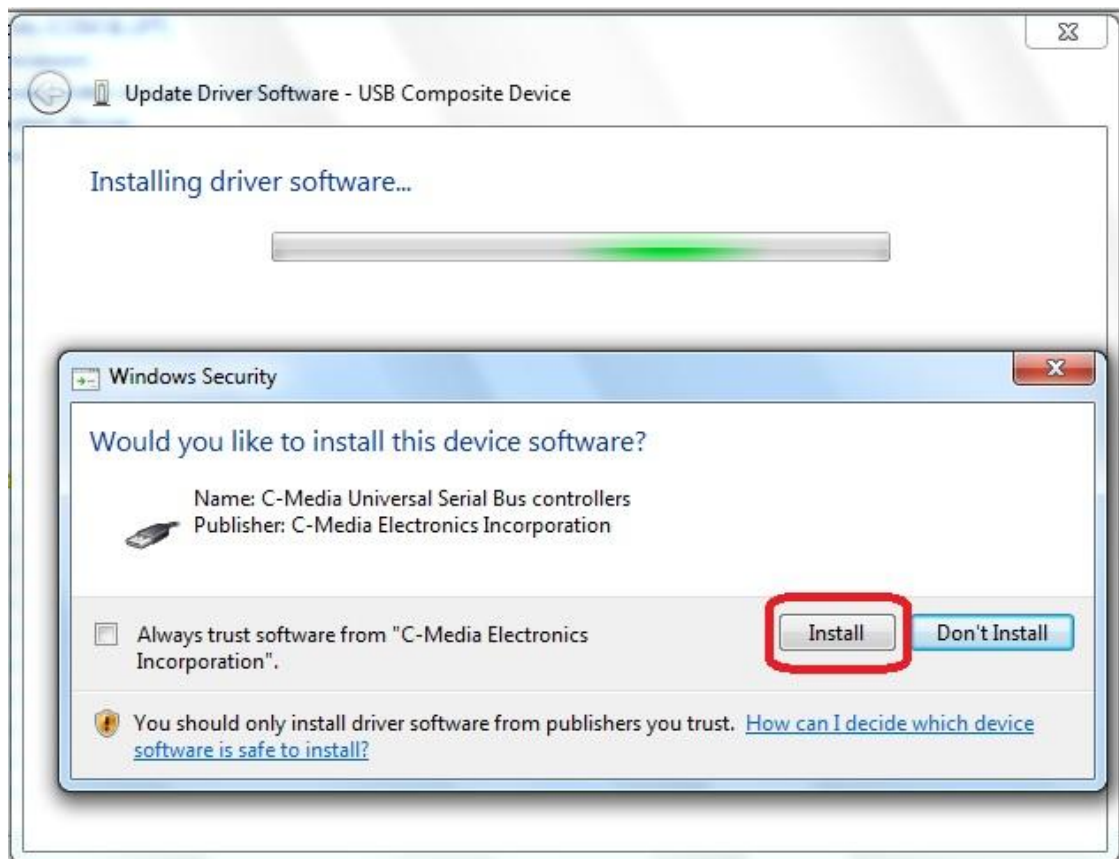 Update Driver Software - USB Composite Device
Installing driver software...
Windows Security
Would you like to install this device software?
Name: C-Media Universal Serial Bus controllers
Publisher: C-Media Electronics Incorporation
Always trust software from "C-Media Electronics
Incorporation".
Install
Don't Install
You should only install driver software from publishers you trust. How can I decide which device
software is safe to install?